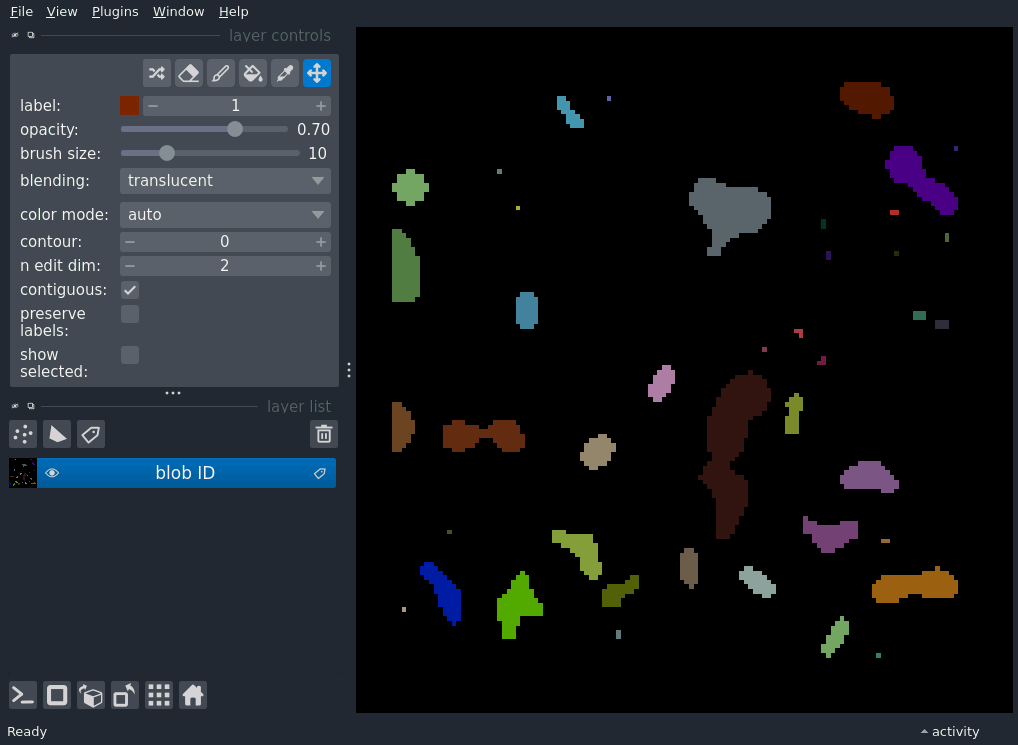 File View Plugins Window Help
layer controls
label: 1
opacity: 0.70
brush size: 10
blending: translucent
color mode: auto
contour: 0
n edit dim: 2
contiguous:
preserve
labels:
show
selected:
layer list
blob ID
Ready
activity